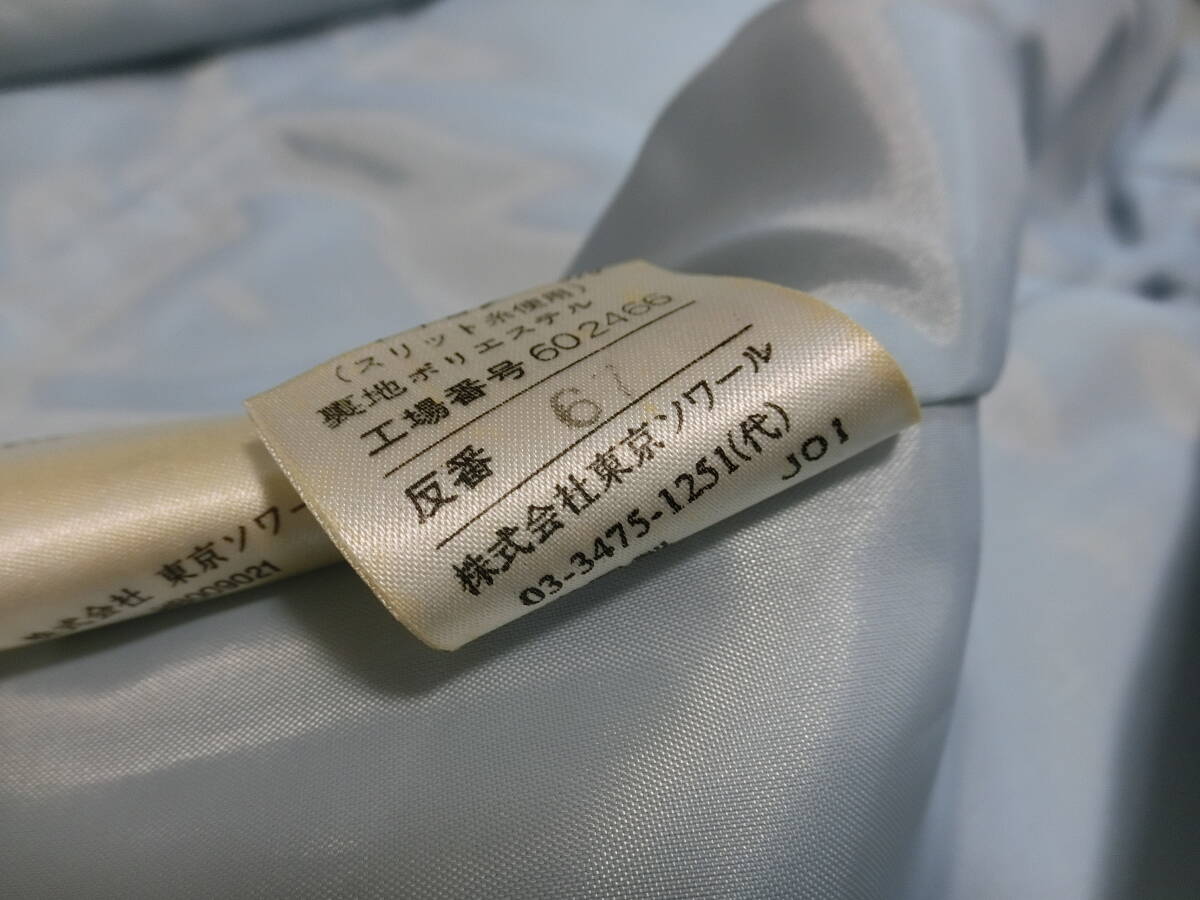 (スリット糸使用)
裏地ポリエステル
工場番号602466
反番 67
株式会社東京ソワール
03-3475-1251(代)
JO1
株式会社 東京ソワー
009021